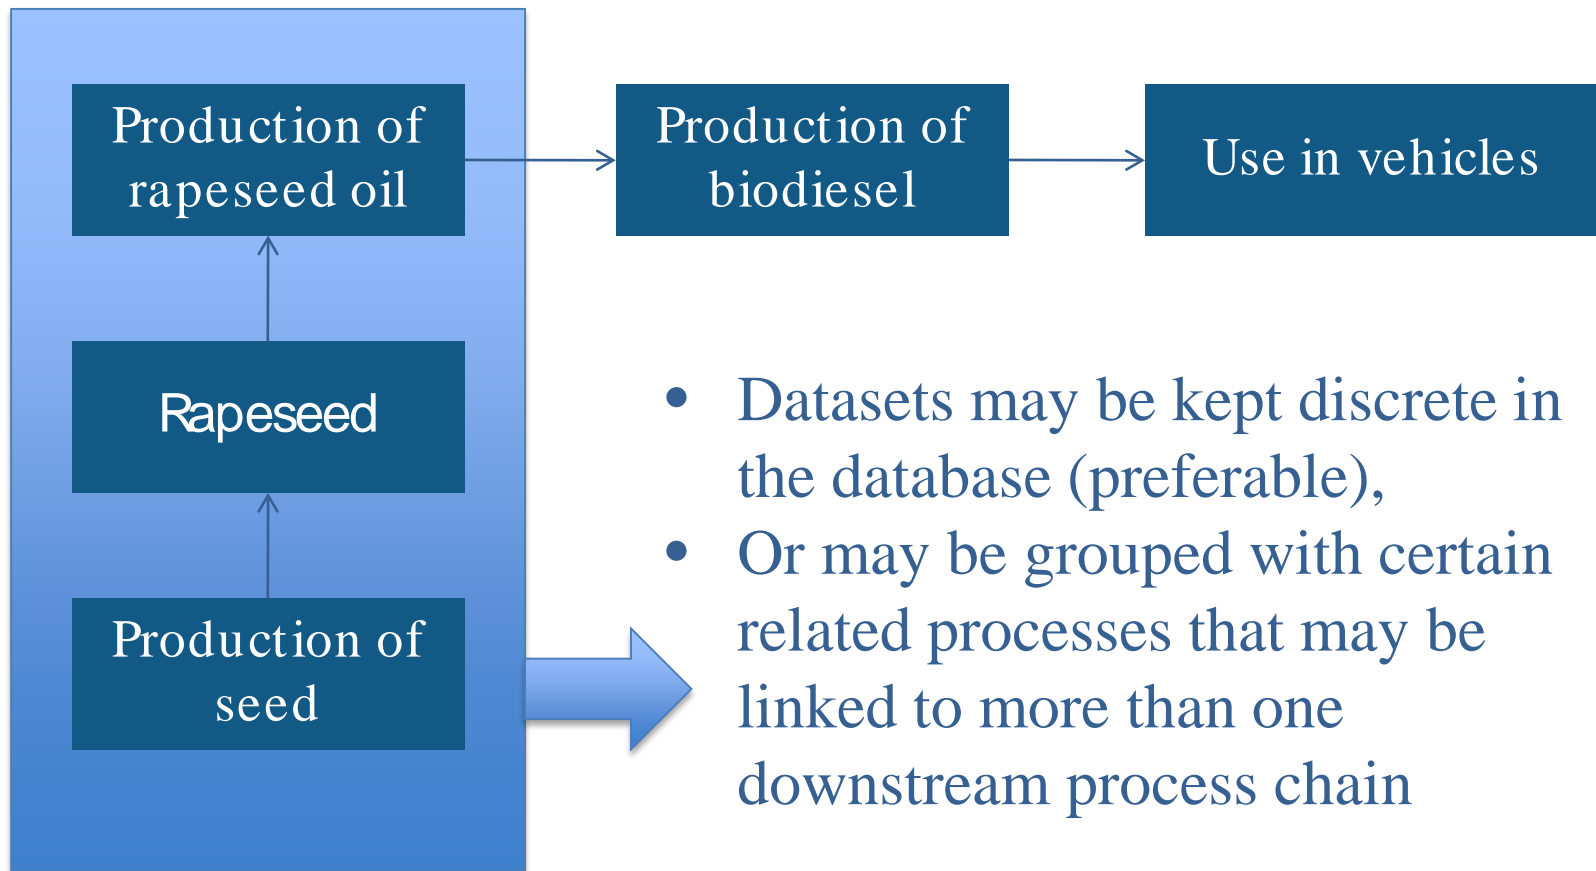 Production of
rapeseed oil
Production of
biodiesel
Use in vehicles
Rapeseed
Production of
seed
• Datasets may be kept discrete in
the database (preferable),
• Or may be grouped with certain
related processes that may be
linked to more than one
downstream process chain